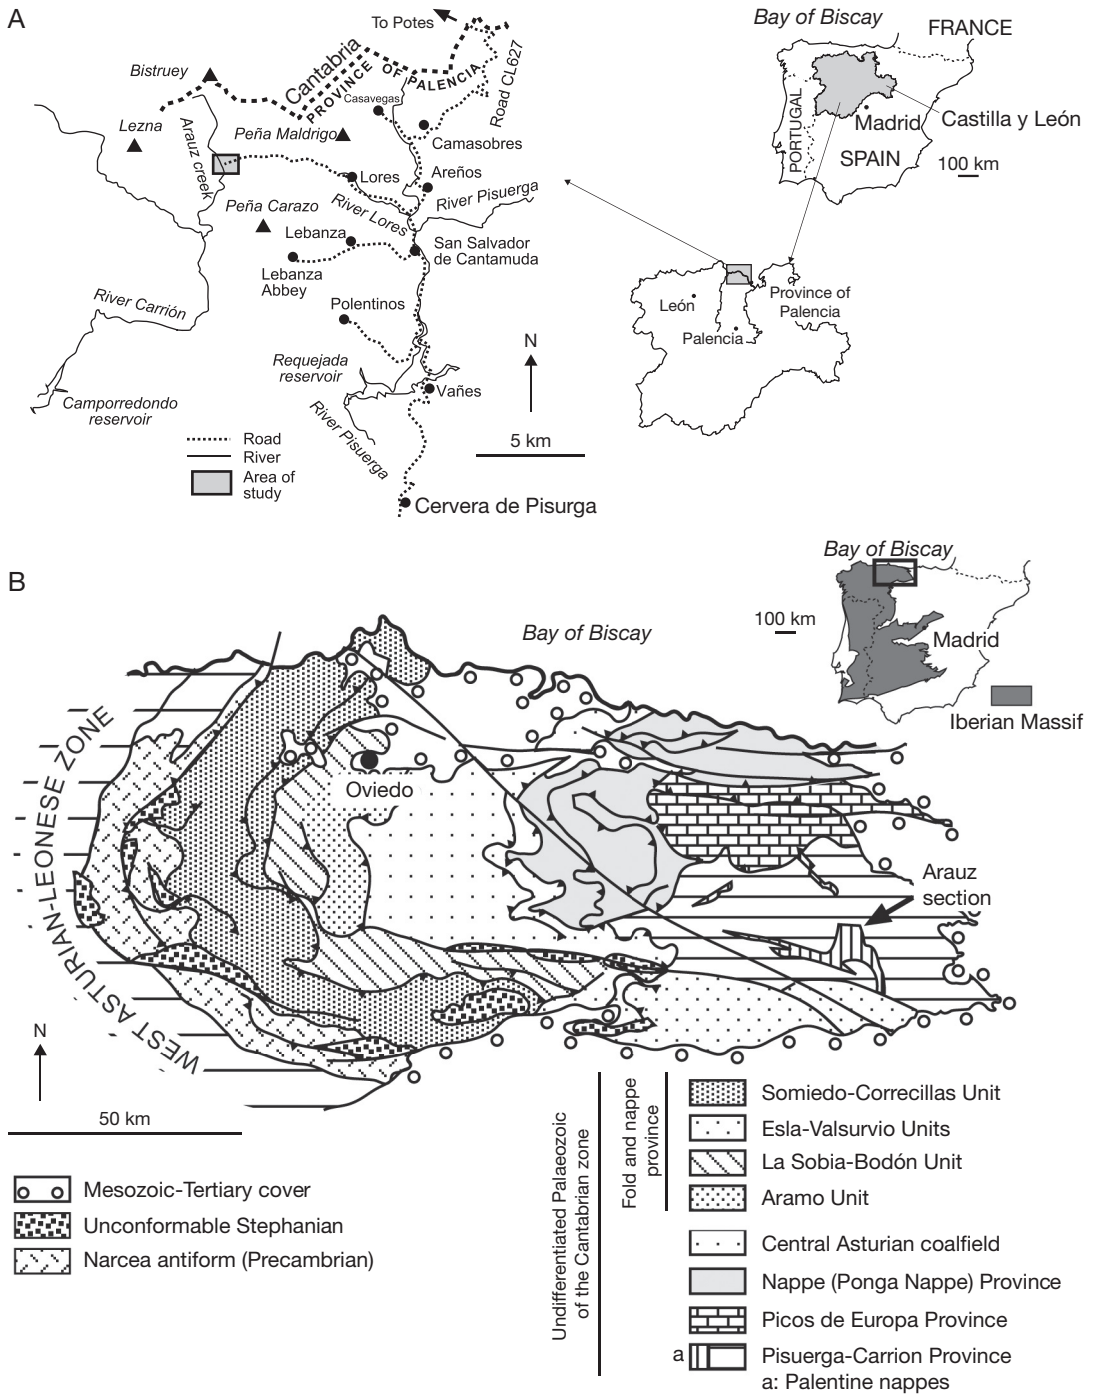 A
To Potes
Bay of Biscay
FRANCE
Cantabria
PROVINCE OF PALENCIA
Road CL627
Bistruey
Casavegas
PORTUGAL
Madrid
Castilla y León
Lezna
Arauz creek
Peña Maldrigo
Camasobres
SPAIN
100 km
Lores
Areños
River Pisuerga
River Lores
Peña Carazo
Lebanza
San Salvador
de Cantamuda
Lebanza
Abbey
River Carrión
Polentinos
León
Province of
Palencia
Palencia
N
Requejada
reservoir
Vañes
Camporredondo
reservoir
River Pisuerga
5 km
Road
River
Area of
study
Cervera de Pisurga
B
Bay of Biscay
100 km
Madrid
Iberian Massif
Bay of Biscay
WEST ASTURIAN-LEONESE ZONE
Oviedo
Arauz
section
N
50 km
Mesozoic-Tertiary cover
Unconformable Stephanian
Narcea antiform (Precambrian)
Undifferentiated Palaeozoic
of the Cantabrian zone
Fold and nappe
province
Somiedo-Correcillas Unit
Esla-Valsurvio Units
La Sobia-Bodón Unit
Aramo Unit
Central Asturian coalfield
Nappe (Ponga Nappe) Province
Picos de Europa Province
a
Pisuerga-Carrion Province
a: Palentine nappes